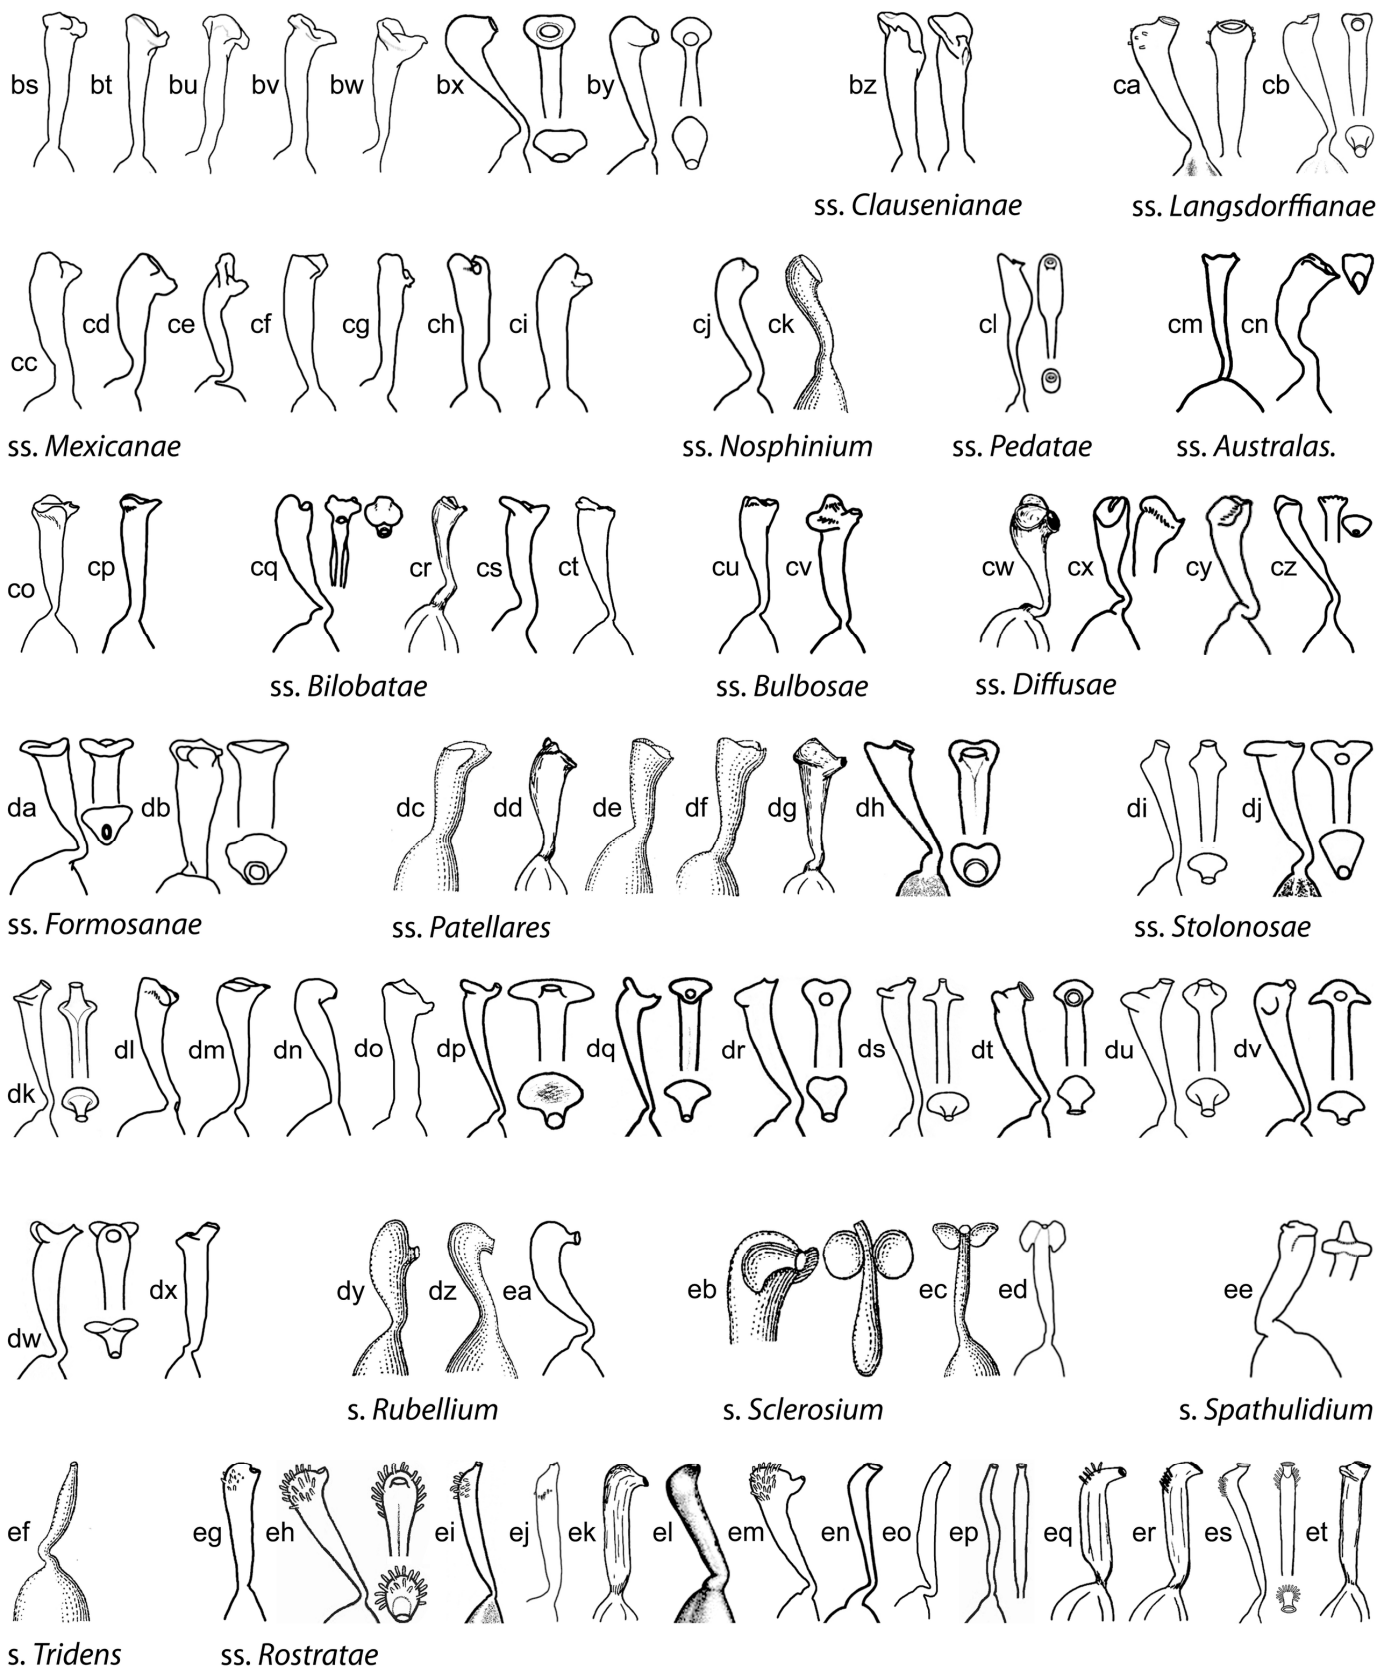 bs bt bu bv bw bx by bz ca cb
ss. Clausenianae ss. Langsdorffianae
cc cd ce cf cg ch ci cj ck cl cm cn
ss. Mexicanae ss. Nosphinium ss. Pedatae ss. Australas.
co cp cq cr cs ct cu cv cw cx cy cz
ss. Bilobatae ss. Bulbosae ss. Diffusae
da db dc dd de df dg dh di dj
ss. Formosanae ss. Patellares ss. Stolonosae
dk dl dm dn do dp dq dr ds dt du dv
dw dx dy dz ea eb ec ed ee
s. Rubellium s. Sclerosium s. Spathulidium
ef eg eh ei ej ek el em en eo ep eq er es et
s. Tridens ss. Rostratae